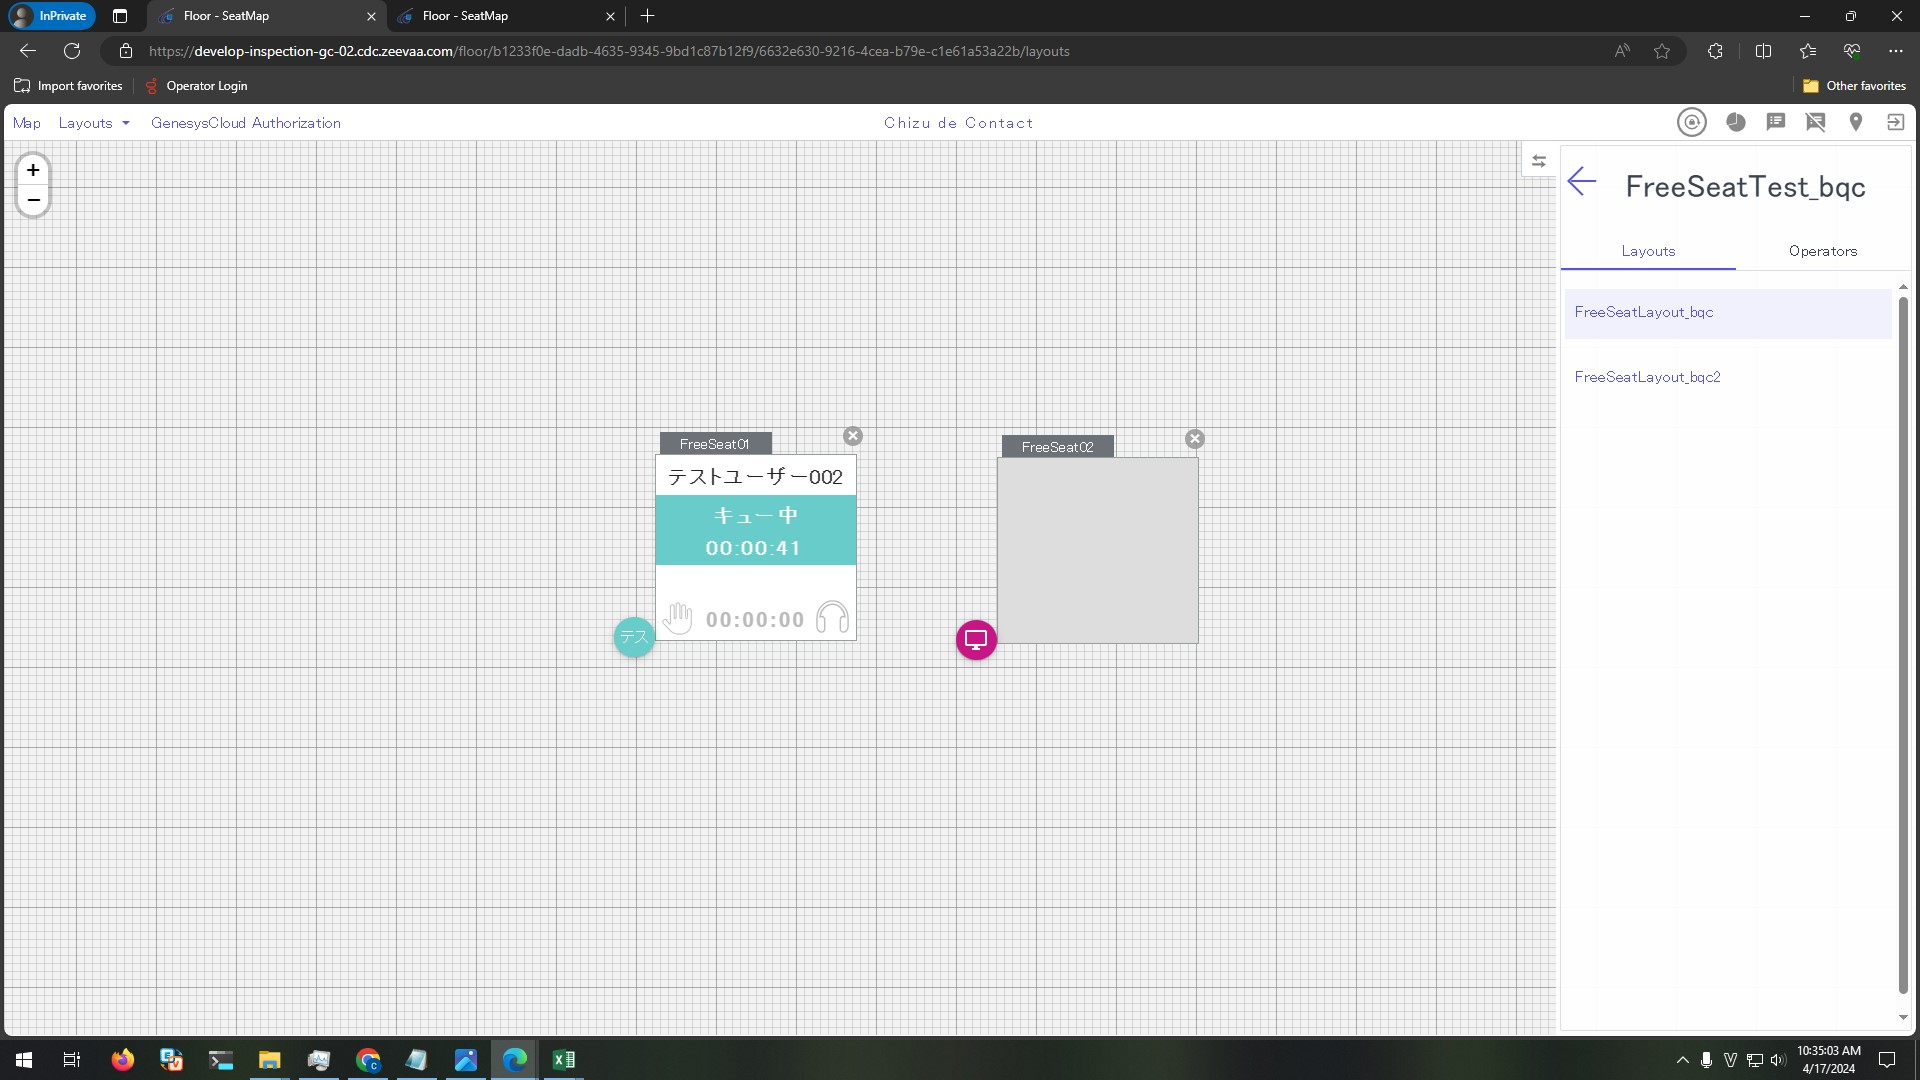 InPrivate
Floor - SeatMap
Floor - SeatMap
https://develop-inspection-gc-02.cdc.zeevaa.com/floor/b1233f0e-dadb-4635-9345-9bd1c87b12f9/6632e630-9216-4cea-b79e-c1e61a53a22b/layouts
Import favorites
Operator Login
Other favorites
Map
Layouts
GenesysCloud Authorization
Chizu de Contact
+
−
FreeSeatTest_bqc
Layouts
Operators
FreeSeatLayout_bqc
FreeSeatLayout_bqc2
FreeSeat01
テストユーザー002
キュー中
00:00:41
00:00:00
テス
FreeSeat02
10:35:03 AM
4/17/2024